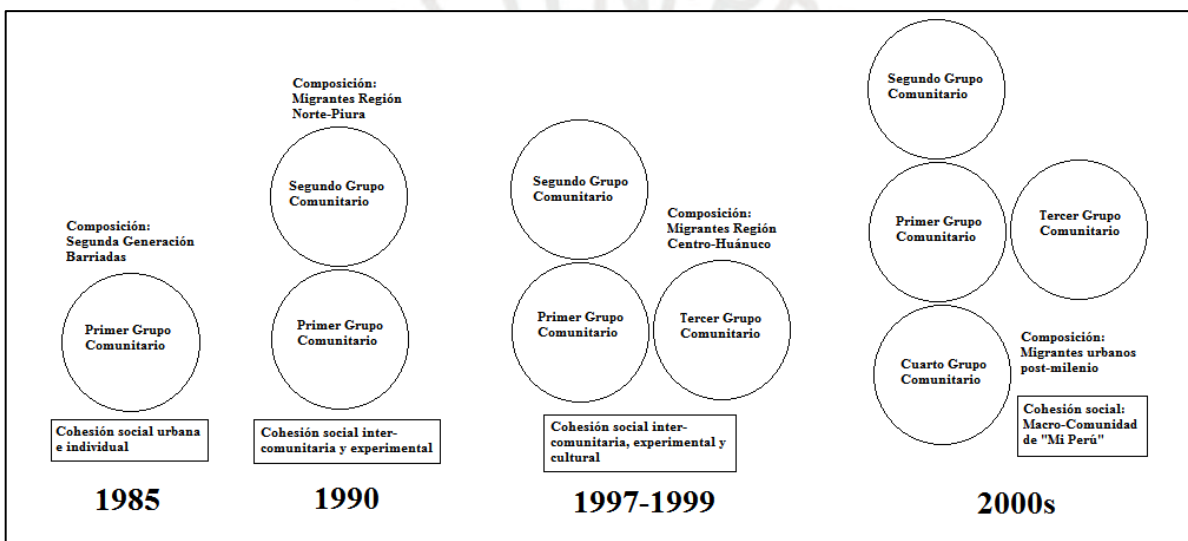 Composición:
Segunda Generación
Barriadas
Primer Grupo
Comunitario
Cohesión social urbana
e individual
1985
Composición:
Migrantes Región
Norte-Piura
Segundo Grupo
Comunitario
Primer Grupo
Comunitario
Cohesión social inter-
comunitaria y experimental
1990
Segundo Grupo
Comunitario
Composición:
Migrantes Región
Centro-Huánuco
Primer Grupo
Comunitario
Tercer Grupo
Comunitario
Cohesión social inter-
comunitaria, experimental y
cultural
1997-1999
Segundo Grupo
Comunitario
Primer Grupo
Comunitario
Tercer Grupo
Comunitario
Cuarto Grupo
Comunitario
Composición:
Migrantes urbanos
post-milenio
Cohesión social:
Macro-Comunidad
de "Mi Perú"
2000s